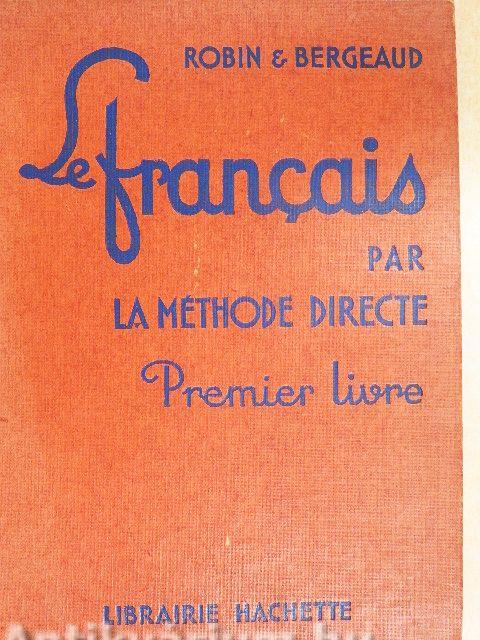 ROBIN & BERGEAUD
Le français
PAR
LA MÉTHODE DIRECTE
Premier livre
LIBRAIRIE HACHETTE